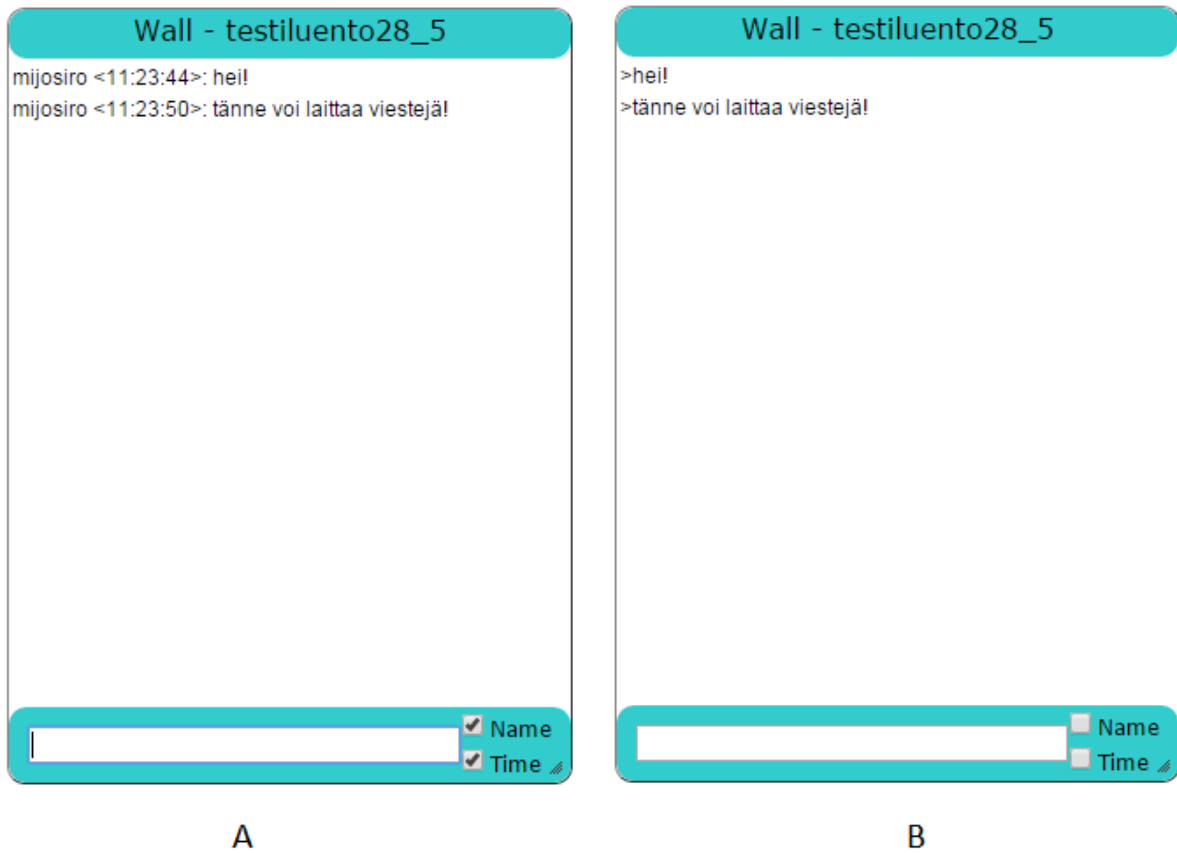 Wall - testiluento28_5
mijosiro <11:23:44>: hei!
mijosiro <11:23:50>: tänne voi laittaa viestejä!
Name
Time
A
Wall - testiluento28_5
>hei!
>tänne voi laittaa viestejä!
Name
Time
B